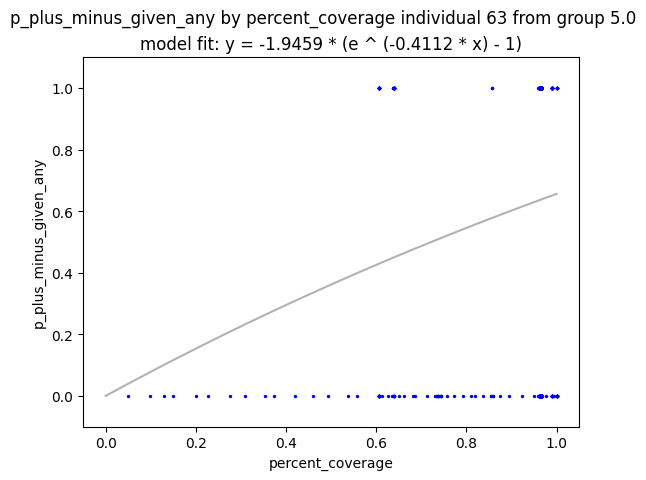 p_plus_minus_given_any by percent_coverage individual 63 from group 5.0
model fit: y = -1.9459 * (e ^ (-0.4112 * x) - 1)
1.0
0.8
0.6
0.4
0.2
0.0
p_plus_minus_given_any
0.0 0.2 0.4 0.6 0.8 1.0
percent_coverage